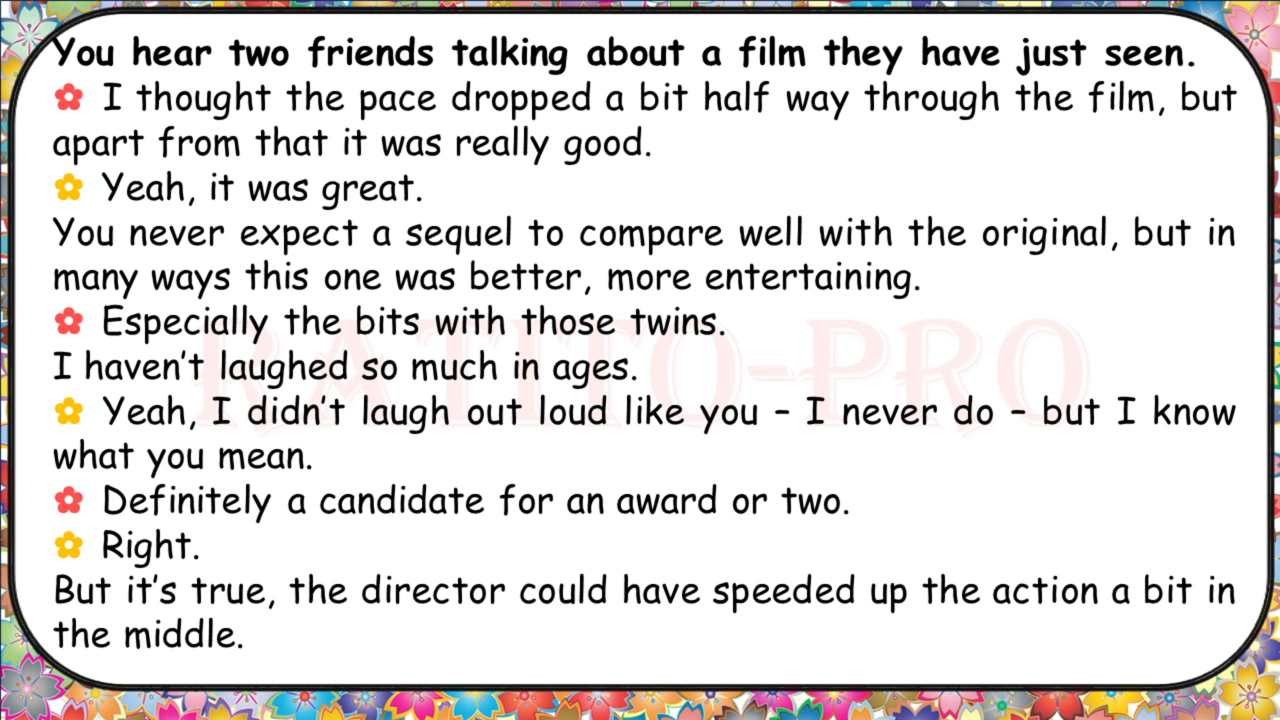 You hear two friends talking about a film they have just seen.
I thought the pace dropped a bit half way through the film, but
apart from that it was really good.
Yeah, it was great.
You never expect a sequel to compare well with the original, but in
many ways this one was better, more entertaining.
Especially the bits with those twins.
I haven't laughed so much in ages.
Yeah, I didn't laugh out loud like you – I never do – but I know
what you mean.
Definitely a candidate for an award or two.
Right.
But it's true, the director could have speeded up the action a bit in
the middle.
RATITO-PRO